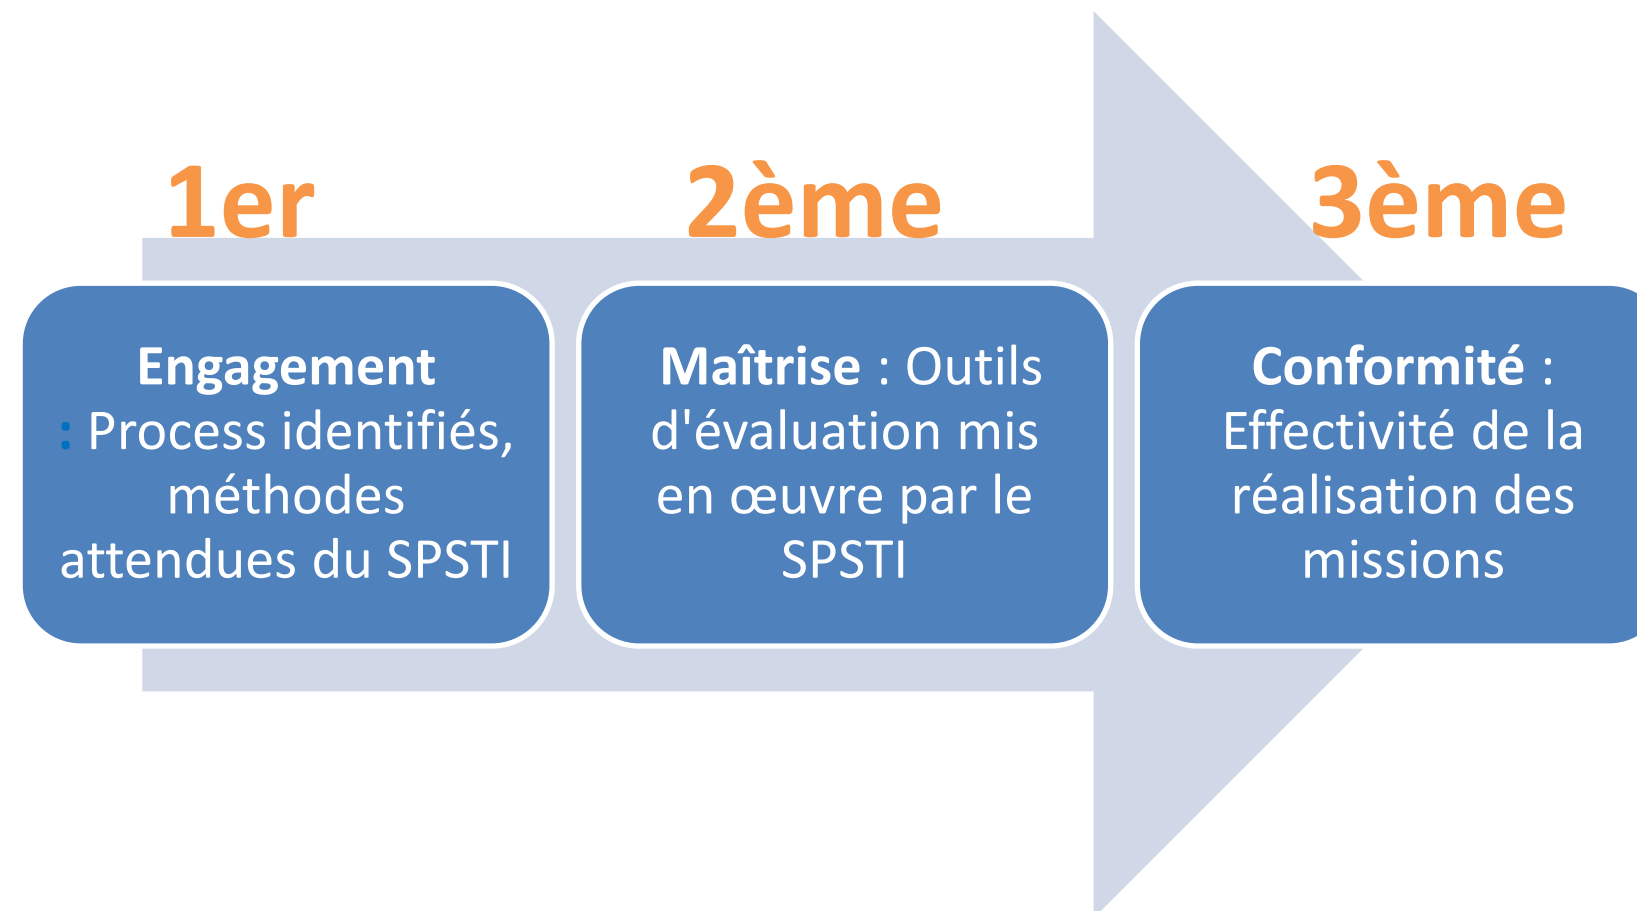 1er
2ème
3ème
Engagement
: Process identifiés,
méthodes
attendues du SPSTI
Maîtrise : Outils
d'évaluation mis
en œuvre par le
SPSTI
Conformité :
Effectivité de la
réalisation des
missions